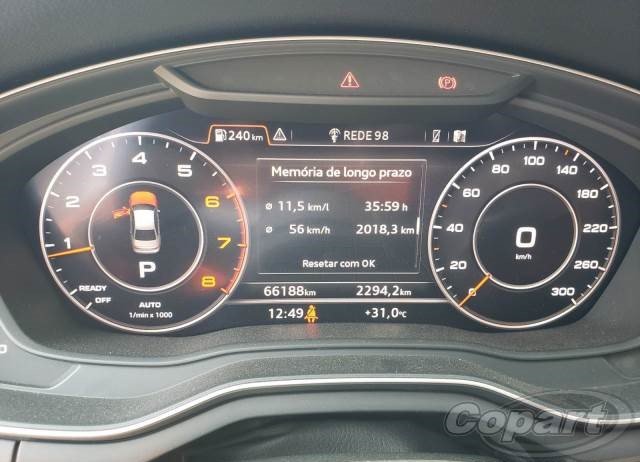 240 km
REDE 98
Memória de longo prazo
ø 11,5 km/l 35:59 h
ø 56 km/h 2018,3 km
Resetar com OK
1 2 3 4 5 6 7 8
READY
OFF
P
AUTO
1/min x 1000
0 20 40 60 80 100 140 180 220 260 300
0
km/h
66188 km 2294,2 km
12:49 +31,0 °C
Copart